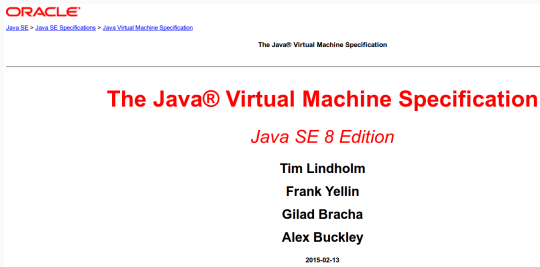 ORACLE®
Java SE > Java SE Specifications > Java Virtual Machine Specification
The Java® Virtual Machine Specification
The Java® Virtual Machine Specification
Java SE 8 Edition
Tim Lindholm
Frank Yellin
Gilad Bracha
Alex Buckley
2015-02-13